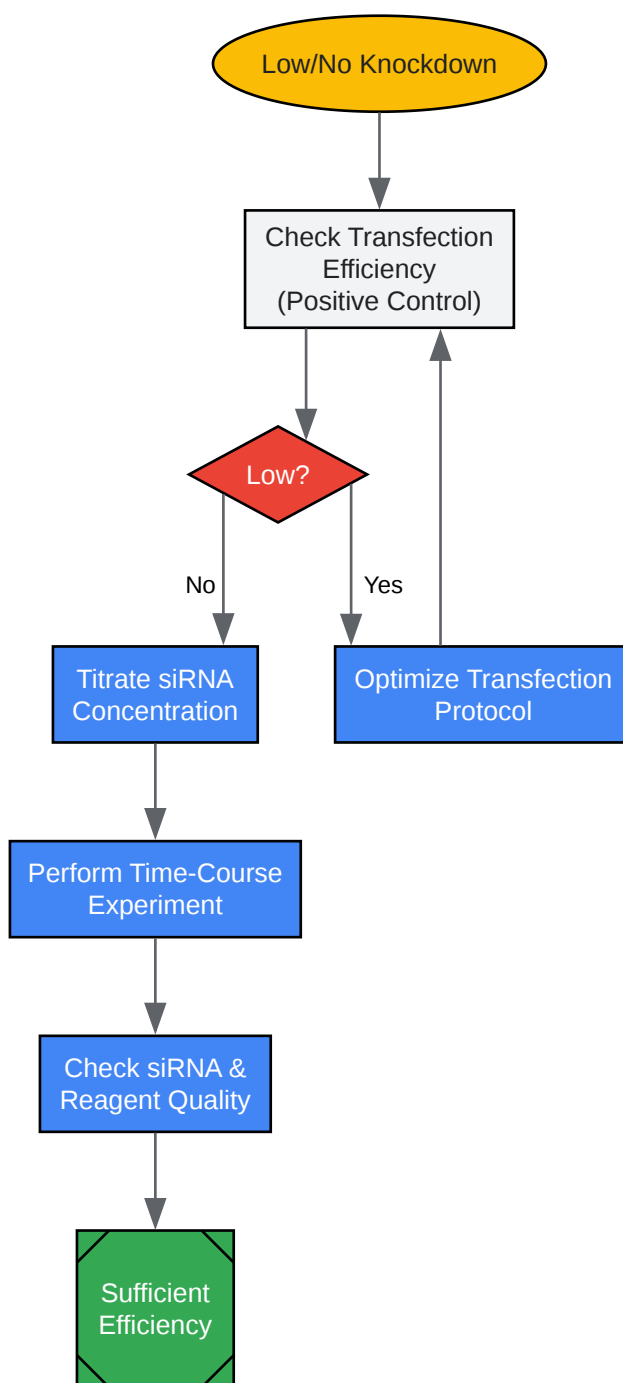 Low/No Knockdown
Check Transfection
Efficiency
(Positive Control)
Low?
No
Yes
Titrate siRNA
Concentration
Optimize Transfection
Protocol
Perform Time-Course
Experiment
Check siRNA &
Reagent Quality
Sufficient
Efficiency